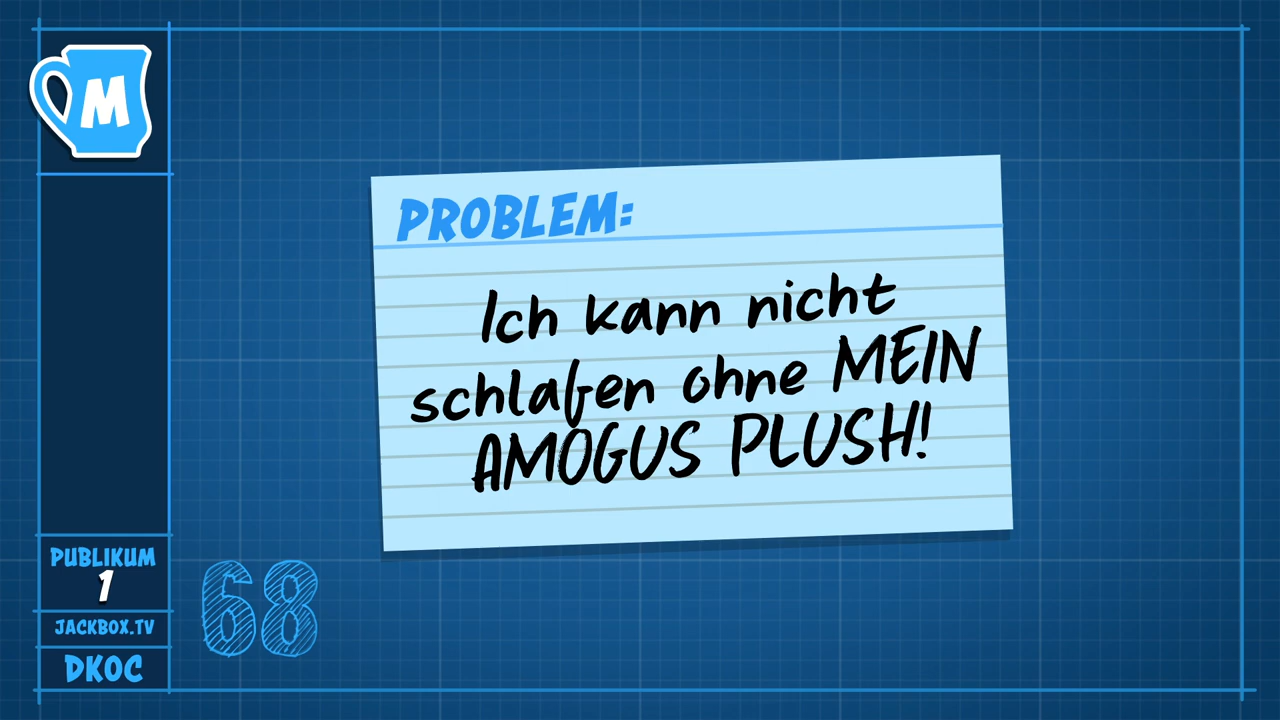 M
PROBLEM:
Ich kann nicht
schlafen ohne MEIN
AMOGUS PLUSH!
PUBLIKUM
1
JACKBOX.TV
DKOC
68